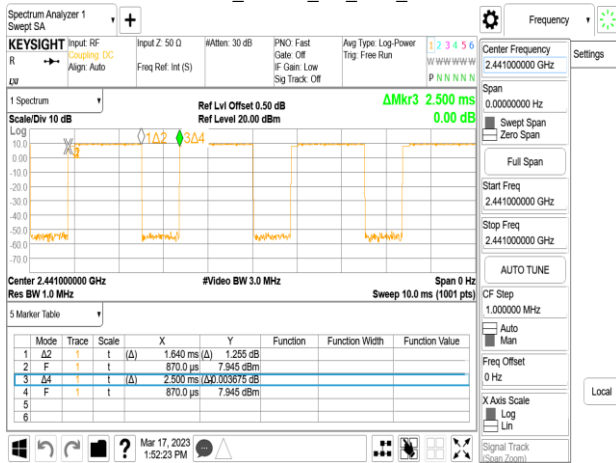 Spectrum Analyzer 1
Swept SA
Frequency
KEYSIGHT
R
LXI
Input: RF
Coupling: DC
Align: Auto
Input Z: 50 Ω
Freq Ref: Int (S)
#Atten: 30 dB
PNO: Fast
Gate: Off
IF Gain: Low
Sig Track: Off
Avg Type: Log-Power
Trig: Free Run
1 2 3 4 5 6
W W W W W W
P N N N N N
Center Frequency
2.441000000 GHz
Settings
Span
0.00000000 Hz
Swept Span
Zero Span
Full Span
Start Freq
2.441000000 GHz
Stop Freq
2.441000000 GHz
AUTO TUNE
CF Step
1.000000 MHz
Auto
Man
Freq Offset
0 Hz
X Axis Scale
Log
Lin
Signal Track
(Span Zoom)
Local
1 Spectrum
Scale/Div 10 dB
Log
Ref Lvl Offset 0.50 dB
Ref Level 20.00 dBm
ΔMkr3 2.500 ms
0.00 dB
1Δ2
3Δ4
10.0
0.00
-10.0
-20.0
-30.0
-40.0
-50.0
-60.0
-70.0
Center 2.441000000 GHz
Res BW 1.0 MHz
#Video BW 3.0 MHz
Span 0 Hz
Sweep 10.0 ms (1001 pts)
5 Marker Table
Mode Trace Scale X Y Function Function Width Function Value
1 Δ2 1 t (Δ) 1.640 ms (Δ) 1.255 dB
2 F 1 t 870.0 µs 7.945 dBm
3 Δ4 1 t (Δ) 2.500 ms (Δ) 0.003675 dB
4 F 1 t 870.0 µs 7.945 dBm
5
6
?
Mar 17, 2023
1:52:23 PM